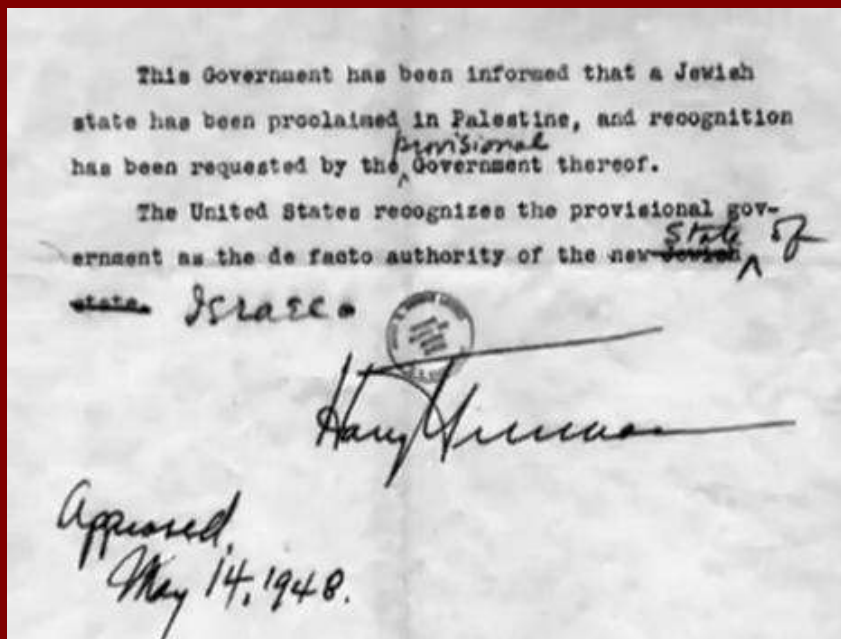 This Government has been informed that a Jewish
state has been proclaimed in Palestine, and recognition
has been requested by the provisional Government thereof.
The United States recognizes the provisional gov-
ernment as the de facto authority of the new Jewish State of
state. Israel.
Harry Truman
Approved,
May 14, 1948.